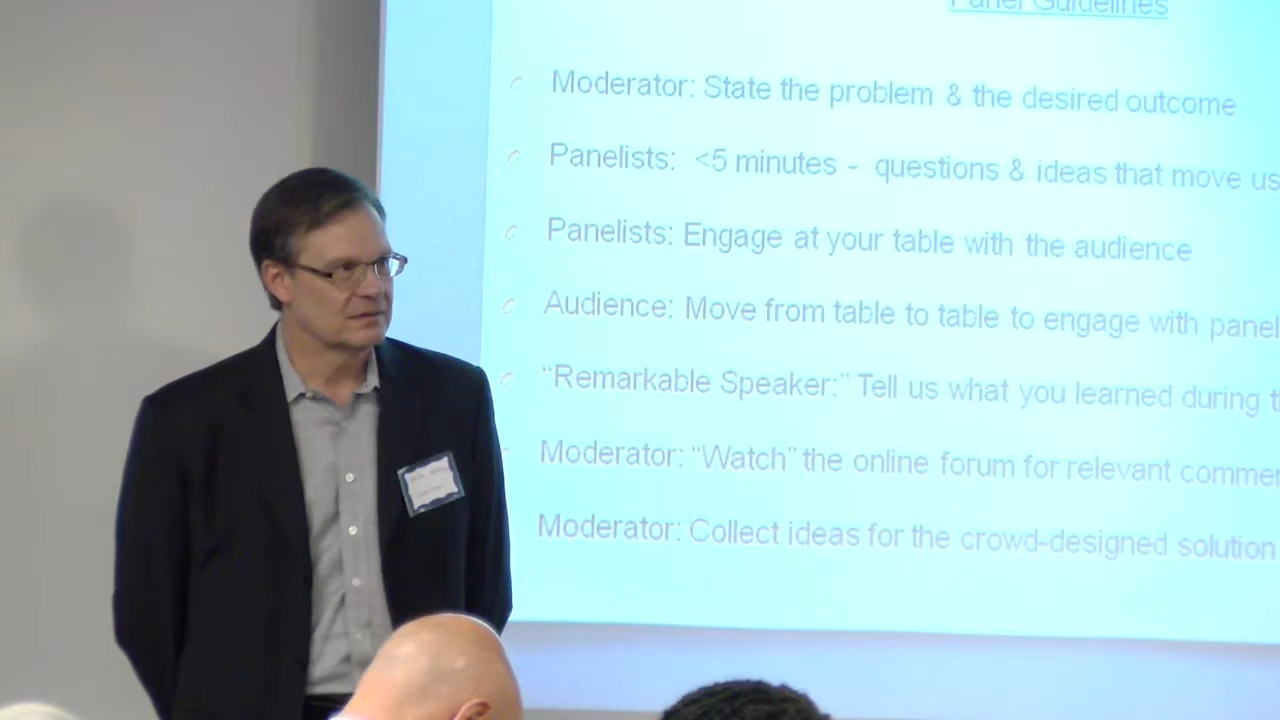 Panel Guidelines
Moderator: State the problem & the desired outcome
Panelists: <5 minutes - questions & ideas that move us
Panelists: Engage at your table with the audience
Audience: Move from table to table to engage with panel
“Remarkable Speaker:” Tell us what you learned during t
Moderator: “Watch” the online forum for relevant comme
Moderator: Collect ideas for the crowd-designed solution